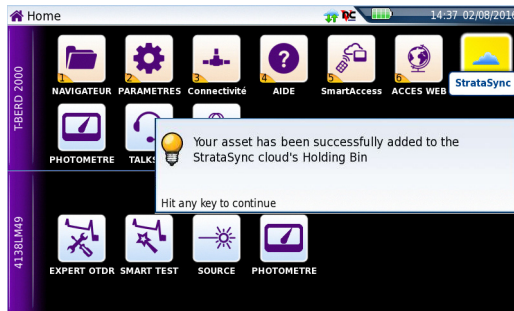 Home
14:37 02/08/2016
T-BERD 2000
1
2
3
4
5
6
NAVIGATEUR PARAMETRES Connectivité AIDE SmartAccess ACCES WEB
StrataSync
PHOTOMETRE TALKS
Your asset has been successfully added to the
StrataSync cloud's Holding Bin
Hit any key to continue
4138LM49
EXPERT OTDR SMART TEST SOURCE PHOTOMETRE